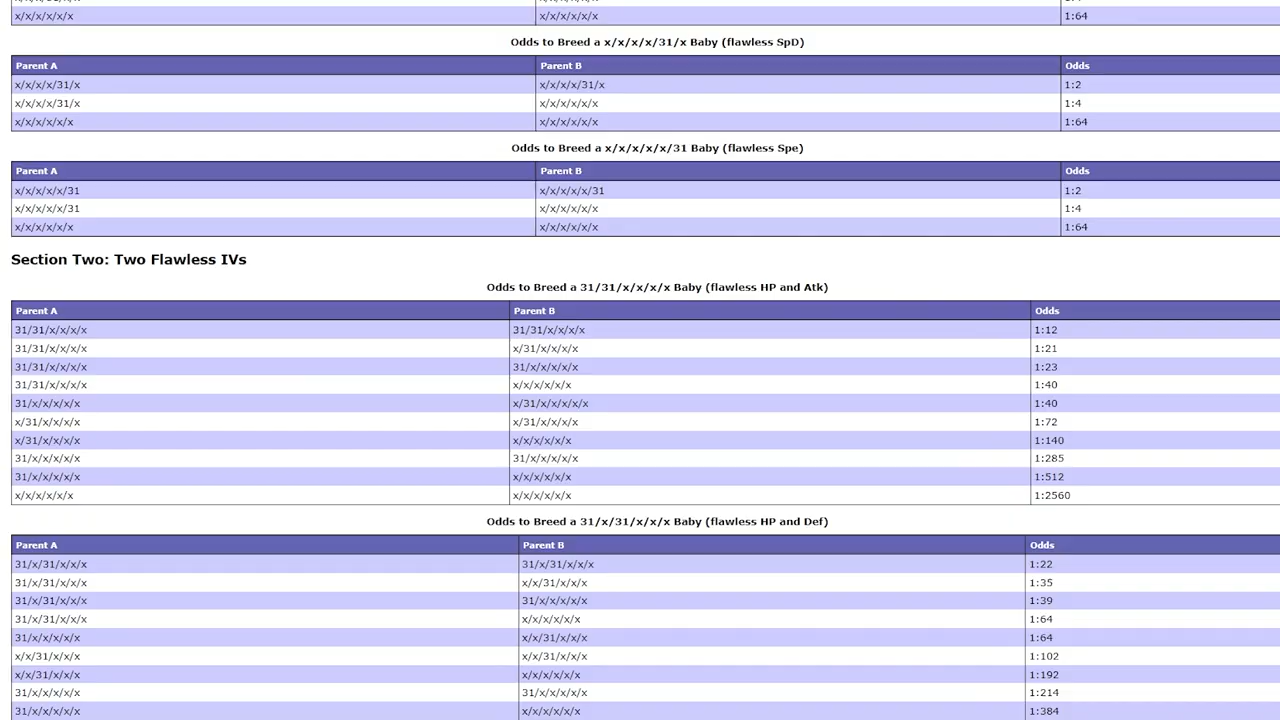 x/x/x/x/x/x x/x/x/x/x/x 1:64
Odds to Breed a x/x/x/x/31/x Baby (flawless SpD)
Parent A Parent B Odds
x/x/x/x/31/x x/x/x/x/31/x 1:2
x/x/x/x/31/x x/x/x/x/x/x 1:4
x/x/x/x/x/x x/x/x/x/x/x 1:64
Odds to Breed a x/x/x/x/x/31 Baby (flawless Spe)
Parent A Parent B Odds
x/x/x/x/x/31 x/x/x/x/x/31 1:2
x/x/x/x/x/31 x/x/x/x/x/x 1:4
x/x/x/x/x/x x/x/x/x/x/x 1:64
Section Two: Two Flawless IVs
Odds to Breed a 31/31/x/x/x/x Baby (flawless HP and Atk)
Parent A Parent B Odds
31/31/x/x/x/x 31/31/x/x/x/x 1:12
31/31/x/x/x/x x/31/x/x/x/x 1:21
31/31/x/x/x/x 31/x/x/x/x/x 1:23
31/31/x/x/x/x x/x/x/x/x/x 1:40
31/x/x/x/x/x x/31/x/x/x/x/x 1:40
x/31/x/x/x/x x/31/x/x/x/x 1:72
x/31/x/x/x/x x/x/x/x/x/x 1:140
31/x/x/x/x/x 31/x/x/x/x/x 1:285
31/x/x/x/x/x x/x/x/x/x/x 1:512
x/x/x/x/x/x x/x/x/x/x/x 1:2560
Odds to Breed a 31/x/31/x/x/x Baby (flawless HP and Def)
Parent A Parent B Odds
31/x/31/x/x/x 31/x/31/x/x/x 1:22
31/x/31/x/x/x x/x/31/x/x/x 1:35
31/x/31/x/x/x 31/x/x/x/x/x 1:39
31/x/31/x/x/x x/x/x/x/x/x 1:64
31/x/x/x/x/x x/x/31/x/x/x 1:64
x/x/31/x/x/x x/x/31/x/x/x 1:102
x/x/31/x/x/x x/x/x/x/x/x 1:192
31/x/x/x/x/x 31/x/x/x/x/x 1:214
31/x/x/x/x/x x/x/x/x/x/x 1:384